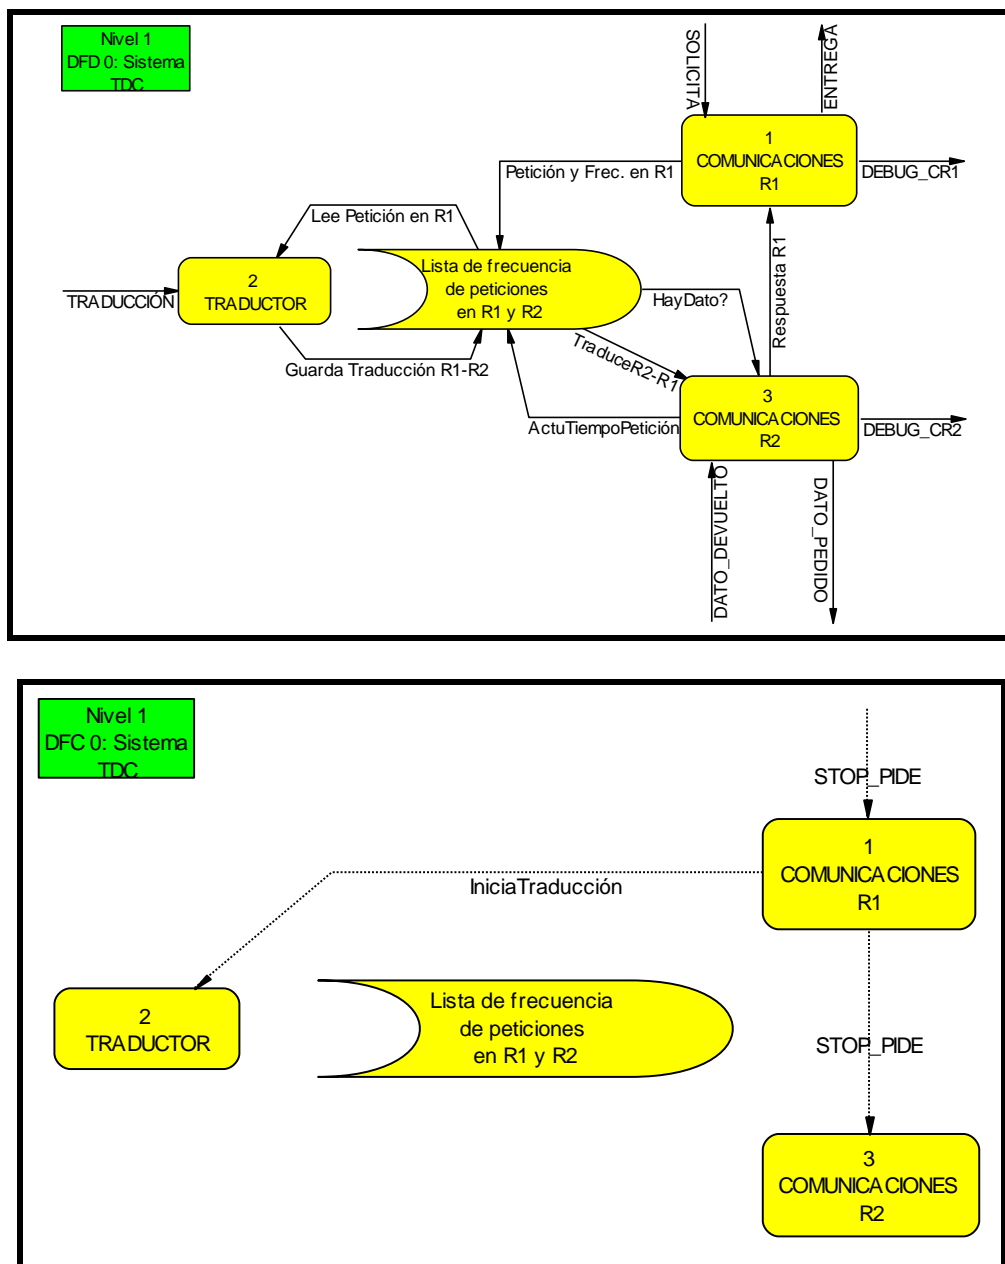 Nivel 1
DFD 0: Sistema
TDC
SOLICITA
ENTREGA
1
COMUNICACIONES
R1
DEBUG_CR1
Petición y Frec. en R1
Lee Petición en R1
Respuesta R1
2
TRADUCTOR
TRADUCCIÓN
Lista de frecuencia
de peticiones
en R1 y R2
HayDato?
TraduceR2-R1
Guarda Traducción R1-R2
ActuTiempoPetición
3
COMUNICACIONES
R2
DEBUG_CR2
DATO_DEVUELTO
DATO_PEDIDO
Nivel 1
DFC 0: Sistema
TDC
STOP_PIDE
1
COMUNICACIONES
R1
IniciaTraducción
2
TRADUCTOR
Lista de frecuencia
de peticiones
en R1 y R2
STOP_PIDE
3
COMUNICACIONES
R2